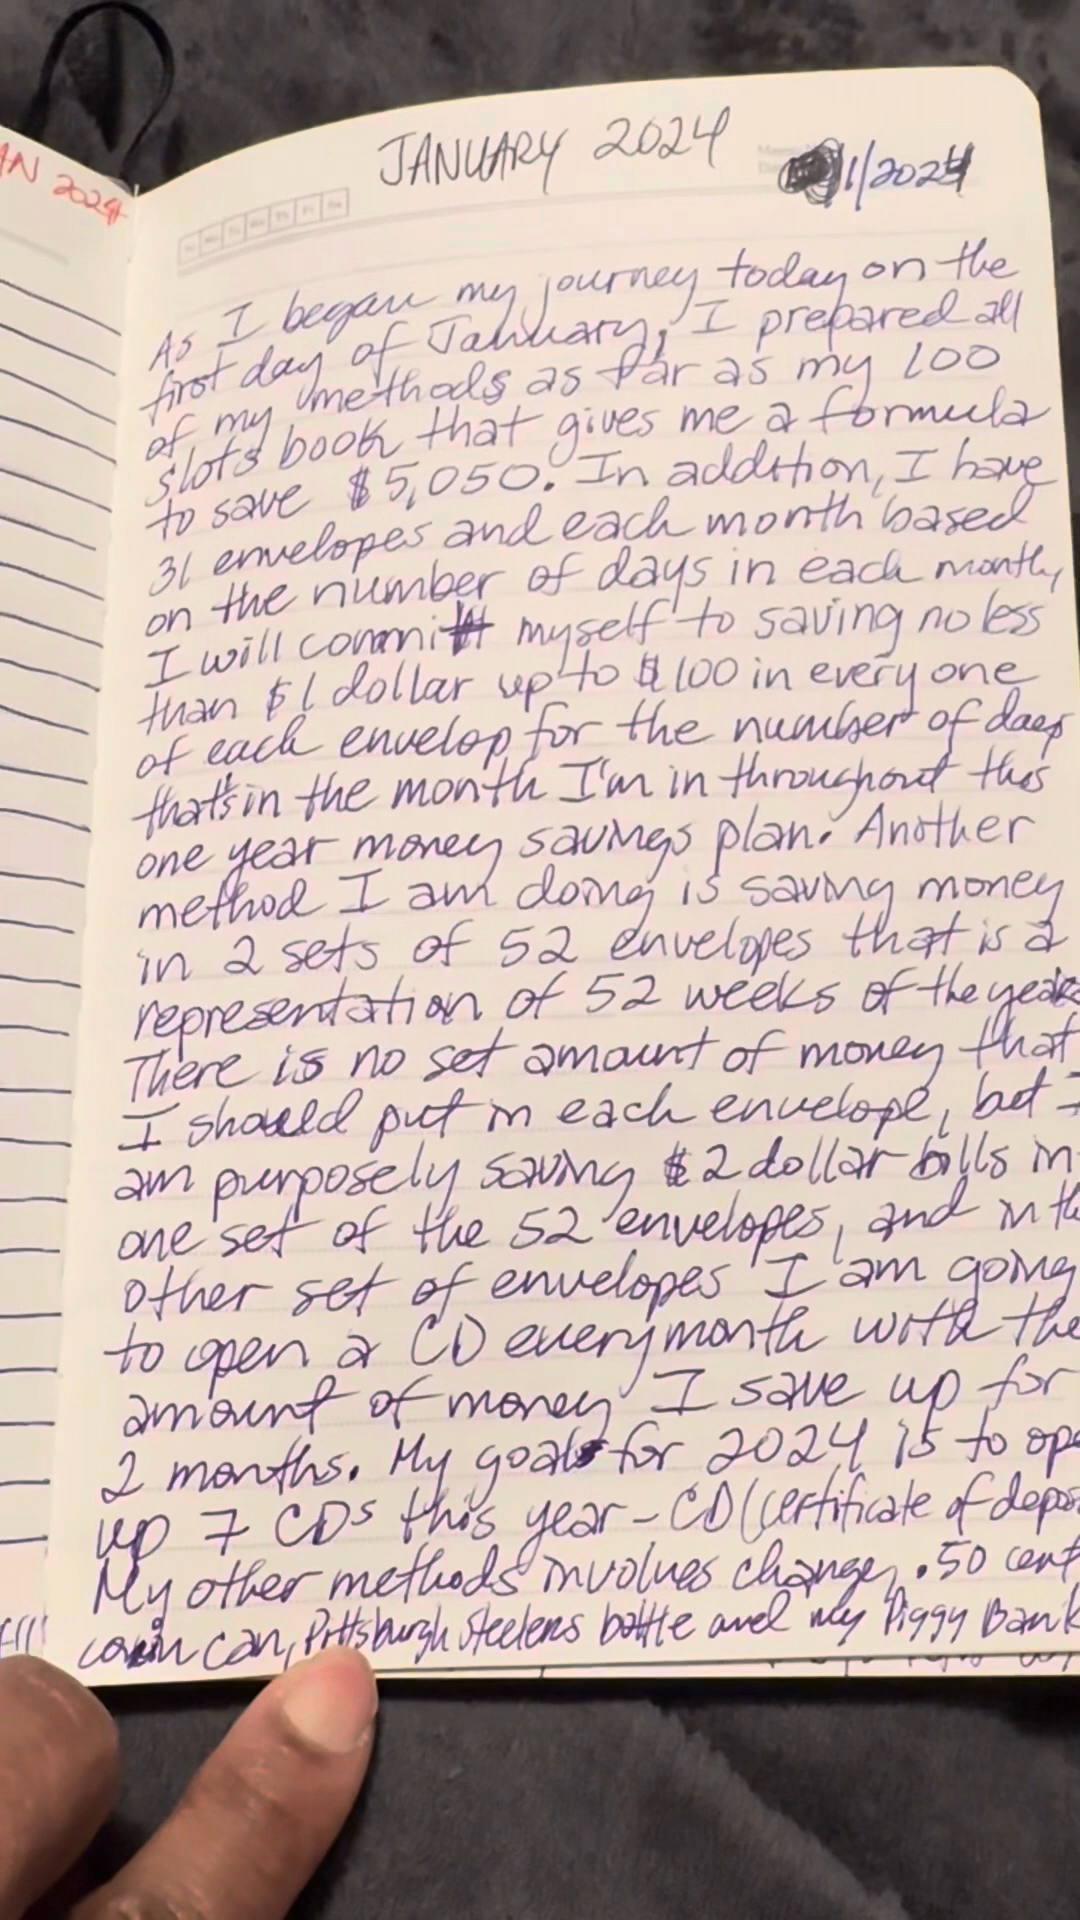 AN 2024
JANUARY 2024
1/2024
As I began my journey today on the
first day of January, I prepared all
of my methods as far as my 100
slots book that gives me a formula
to save $5,050. In addition, I have
31 envelopes and each month based
on the number of days in each month,
I will commit myself to saving no less
than $1 dollar up to $100 in every one
of each envelop for the number of days
that's in the month I'm in throughout this
one year money savings plan. Another
method I am doing is saving money
in 2 sets of 52 envelopes that is a
representation of 52 weeks of the year.
There is no set amount of money that
I should put in each envelope, but I
am purposely saving $2 dollar bills in
one set of the 52 envelopes, and in th
other set of envelopes I am going
to open a CD every month with the
amount of money I save up for
2 months. My goal for 2024 is to ope
up 7 CDs this year - CD (certificate of depos
My other methods involves change, .50 cent
coin can, Pittsburgh Steelers bottle and my Piggy Bank